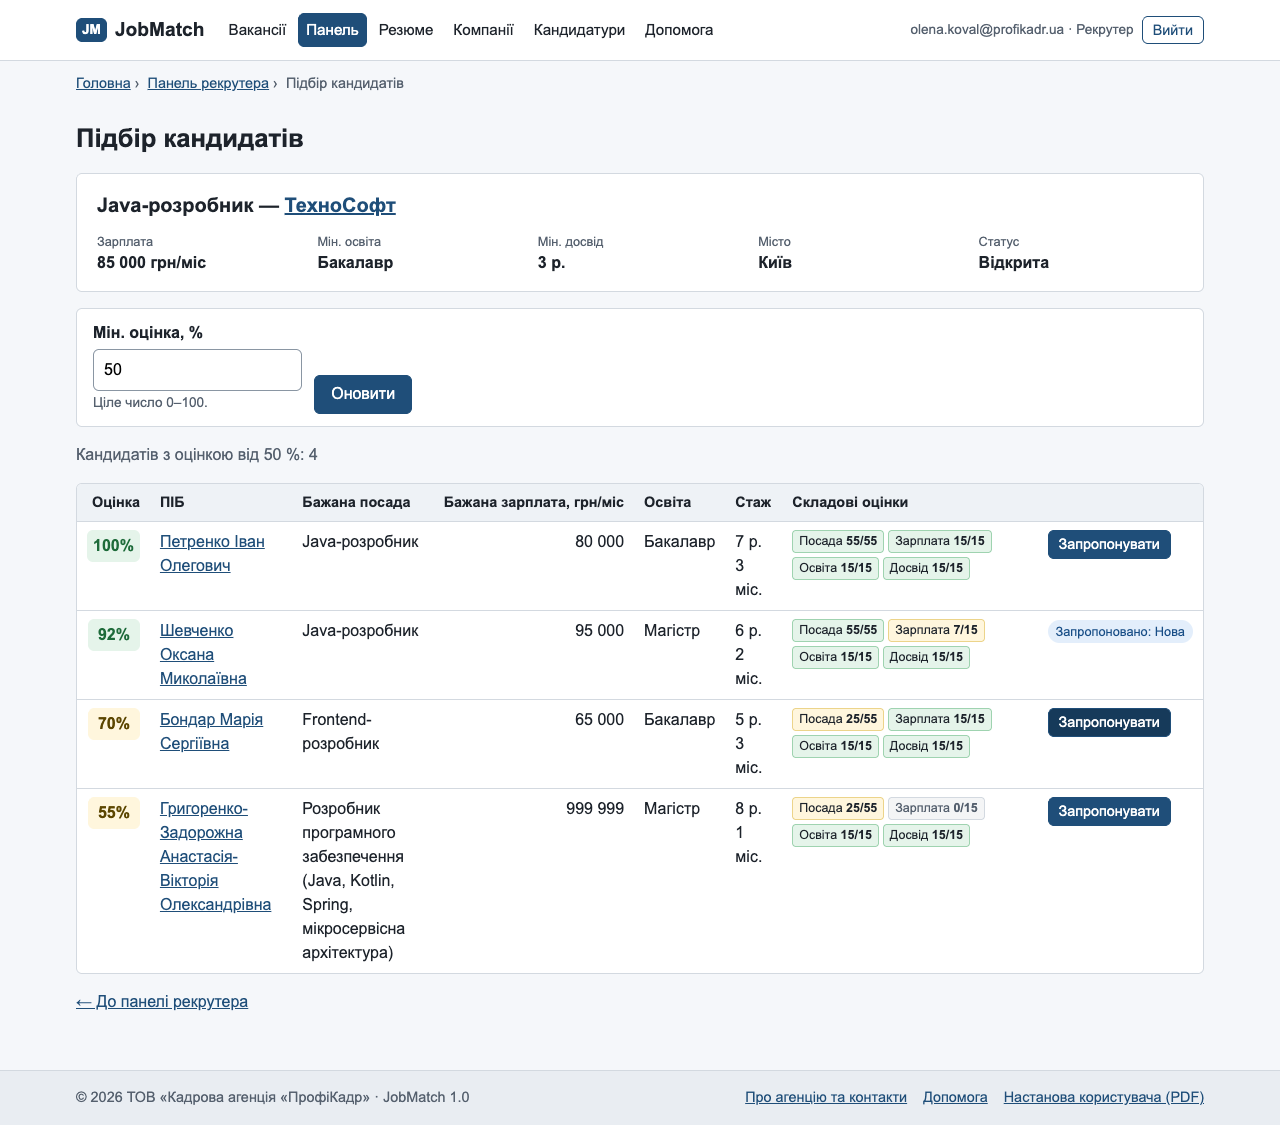 JM JobMatch Вакансії Панель Резюме Компанії Кандидатури Допомога olena.koval@profikadr.ua · Рекрутер Вийти
Головна › Панель рекрутера › Підбір кандидатів
Підбір кандидатів
Java-розробник — ТехноСофт
Зарплата Мін. освіта Мін. досвід Місто Статус
85 000 грн/міс Бакалавр 3 р. Київ Відкрита
Мін. оцінка, %
50
Ціле число 0–100.
Оновити
Кандидатів з оцінкою від 50 %: 4
Оцінка ПІБ Бажана посада Бажана зарплата, грн/міс Освіта Стаж Складові оцінки
100% Петренко Іван Java-розробник 80 000 Бакалавр 7 р. Посада 55/55 Зарплата 15/15 Запропонувати
Олегович 3 Освіта 15/15 Досвід 15/15
міс.
92% Шевченко Java-розробник 95 000 Магістр 6 р. Посада 55/55 Зарплата 7/15 Запропоновано: Нова
Оксана 2 Освіта 15/15 Досвід 15/15
Миколаївна міс.
70% Бондар Марія Frontend- 65 000 Бакалавр 5 р. Посада 25/55 Зарплата 15/15 Запропонувати
Сергіївна розробник 3 Освіта 15/15 Досвід 15/15
міс.
55% Григоренко- Розробник 999 999 Магістр 8 р. Посада 25/55 Зарплата 0/15 Запропонувати
Задорожна програмного 1 Освіта 15/15 Досвід 15/15
Анастасія- забезпечення міс.
Вікторія (Java, Kotlin,
Олександрівна Spring,
мікросервісна
архітектура)
← До панелі рекрутера
© 2026 ТОВ «Кадрова агенція «ПрофіКадр» · JobMatch 1.0 Про агенцію та контакти Допомога Настанова користувача (PDF)